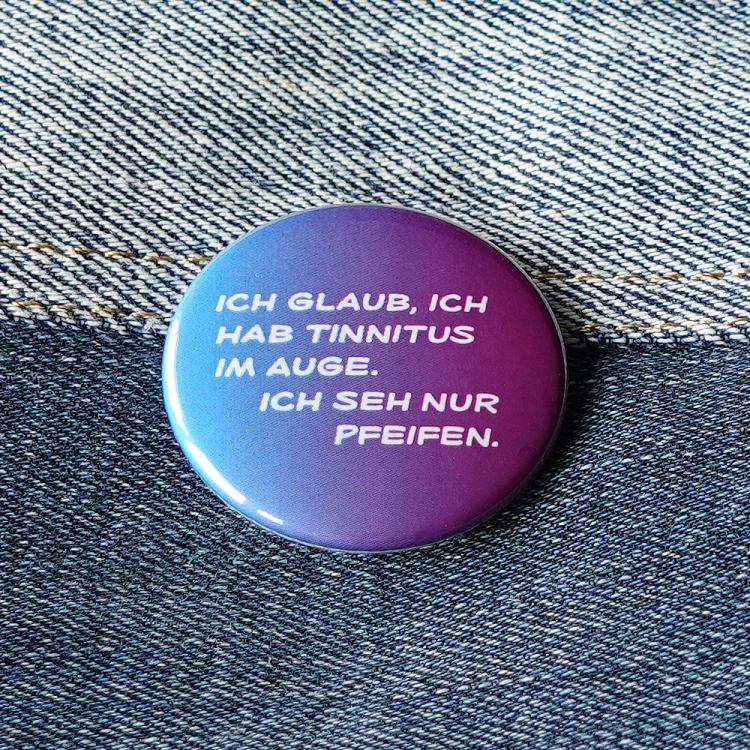 ICH GLAUB, ICH
HAB TINNITUS
IM AUGE.
ICH SEH NUR
PFEIFEN.